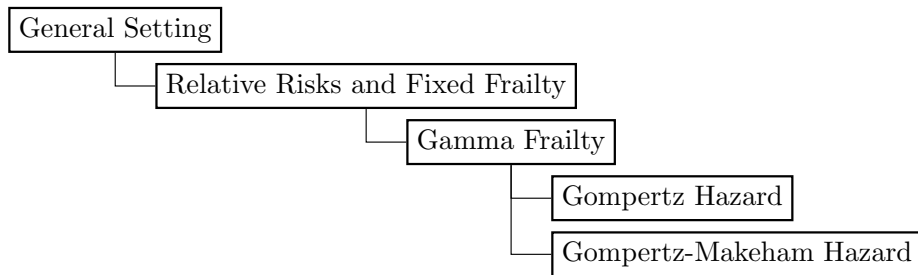 General Setting
Relative Risks and Fixed Frailty
Gamma Frailty
Gompertz Hazard
Gompertz-Makeham Hazard